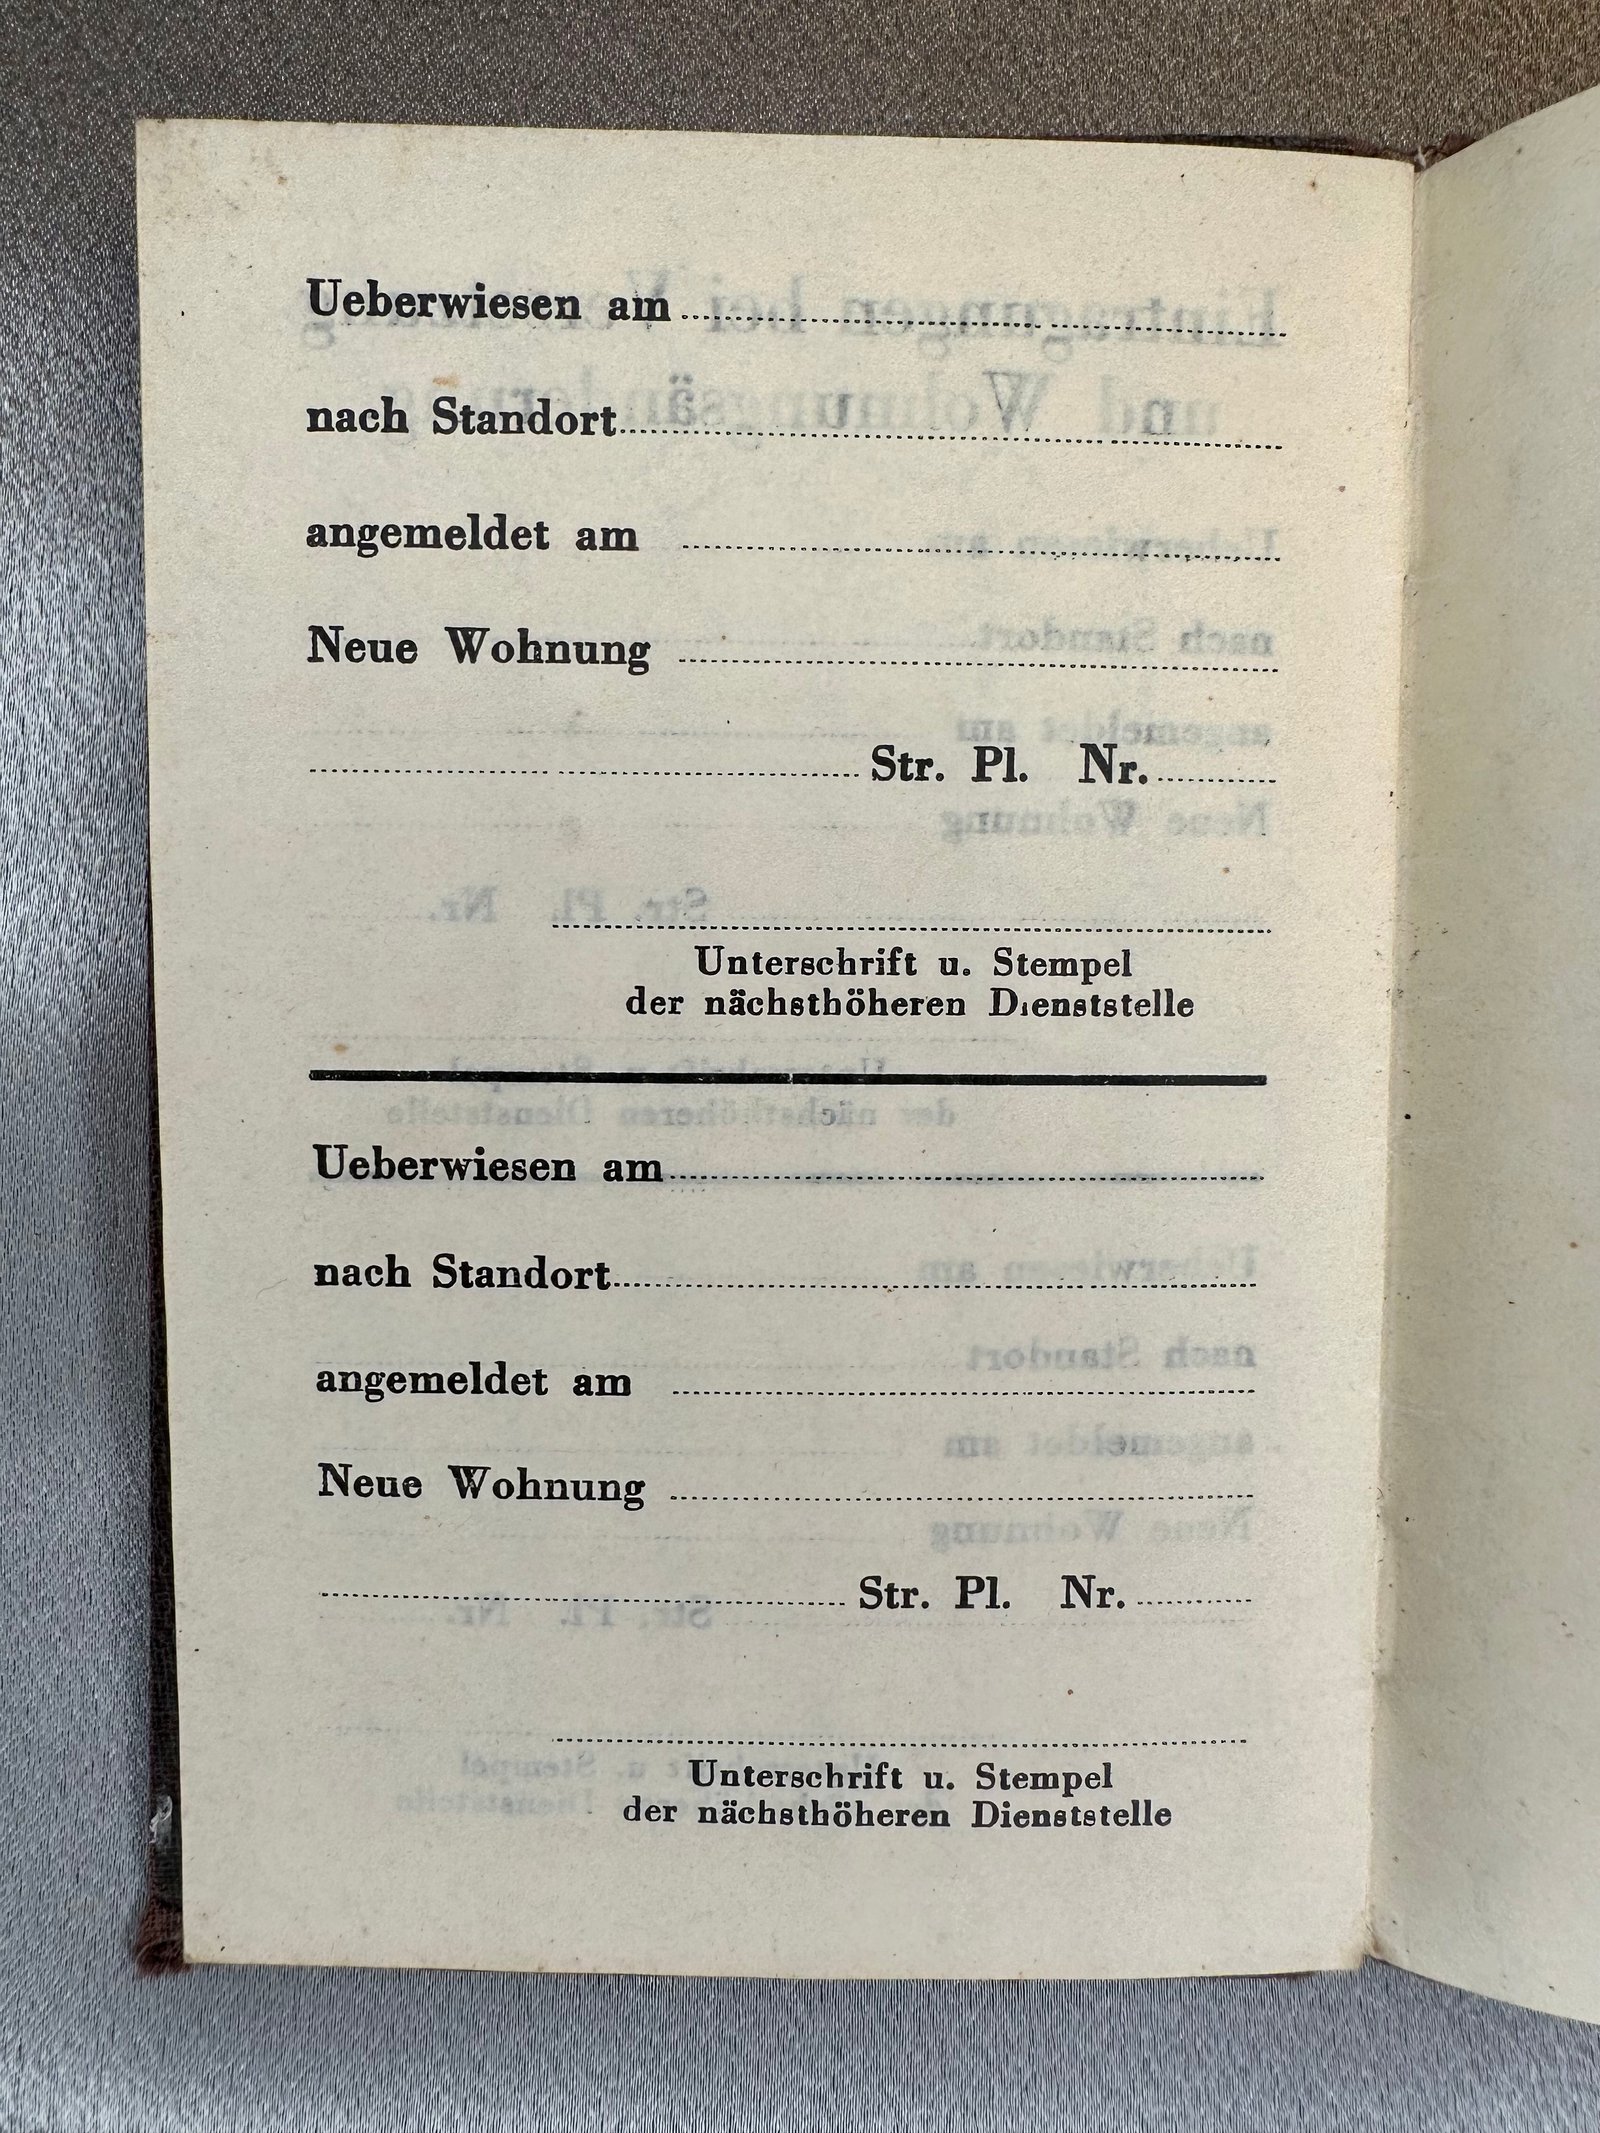 Ueberwiesen am
nach Standort
angemeldet am
Neue Wohnung
Str. Pl. Nr.
Unterschrift u. Stempel
der nächsthöheren Dienststelle
Ueberwiesen am
nach Standort
angemeldet am
Neue Wohnung
Str. Pl. Nr.
Unterschrift u. Stempel
der nächsthöheren Dienststelle